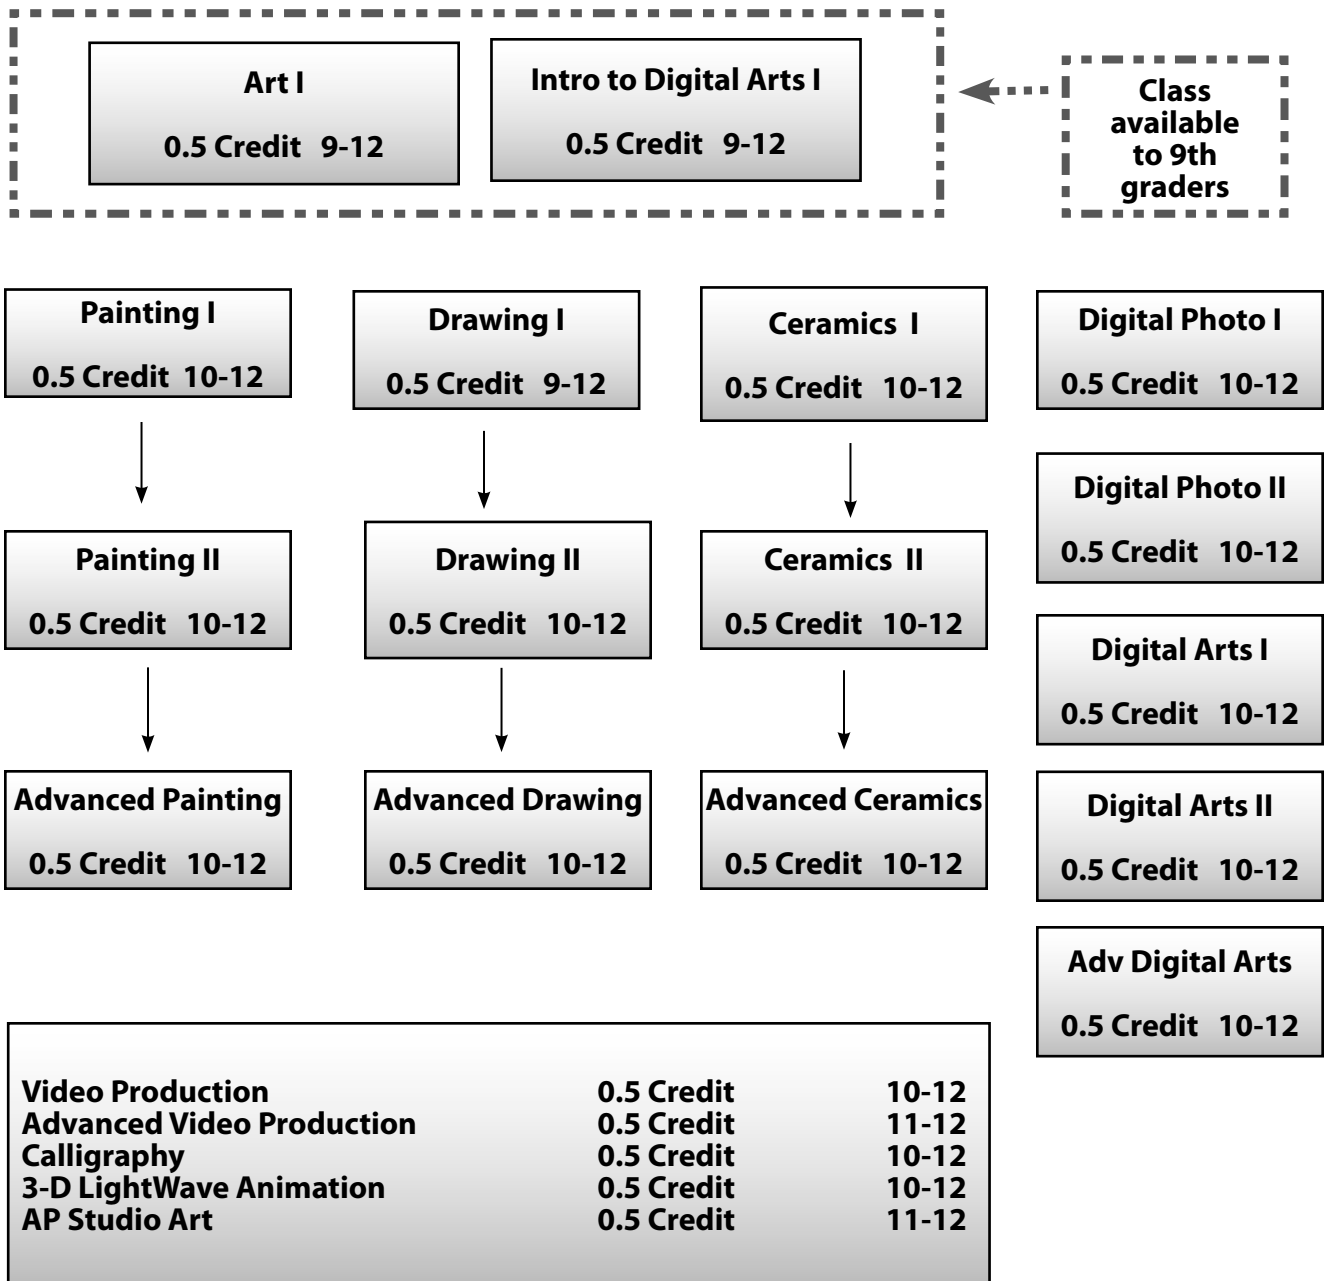 Art I
0.5 Credit 9-12
Intro to Digital Arts I
0.5 Credit 9-12
Class
available
to 9th
graders
Painting I
0.5 Credit 10-12
Drawing I
0.5 Credit 9-12
Ceramics I
0.5 Credit 10-12
Digital Photo I
0.5 Credit 10-12
Painting II
0.5 Credit 10-12
Drawing II
0.5 Credit 10-12
Ceramics II
0.5 Credit 10-12
Digital Photo II
0.5 Credit 10-12
Digital Arts I
0.5 Credit 10-12
Advanced Painting
0.5 Credit 10-12
Advanced Drawing
0.5 Credit 10-12
Advanced Ceramics
0.5 Credit 10-12
Digital Arts II
0.5 Credit 10-12
Adv Digital Arts
0.5 Credit 10-12
Video Production 0.5 Credit 10-12
Advanced Video Production 0.5 Credit 11-12
Calligraphy 0.5 Credit 10-12
3-D LightWave Animation 0.5 Credit 10-12
AP Studio Art 0.5 Credit 11-12